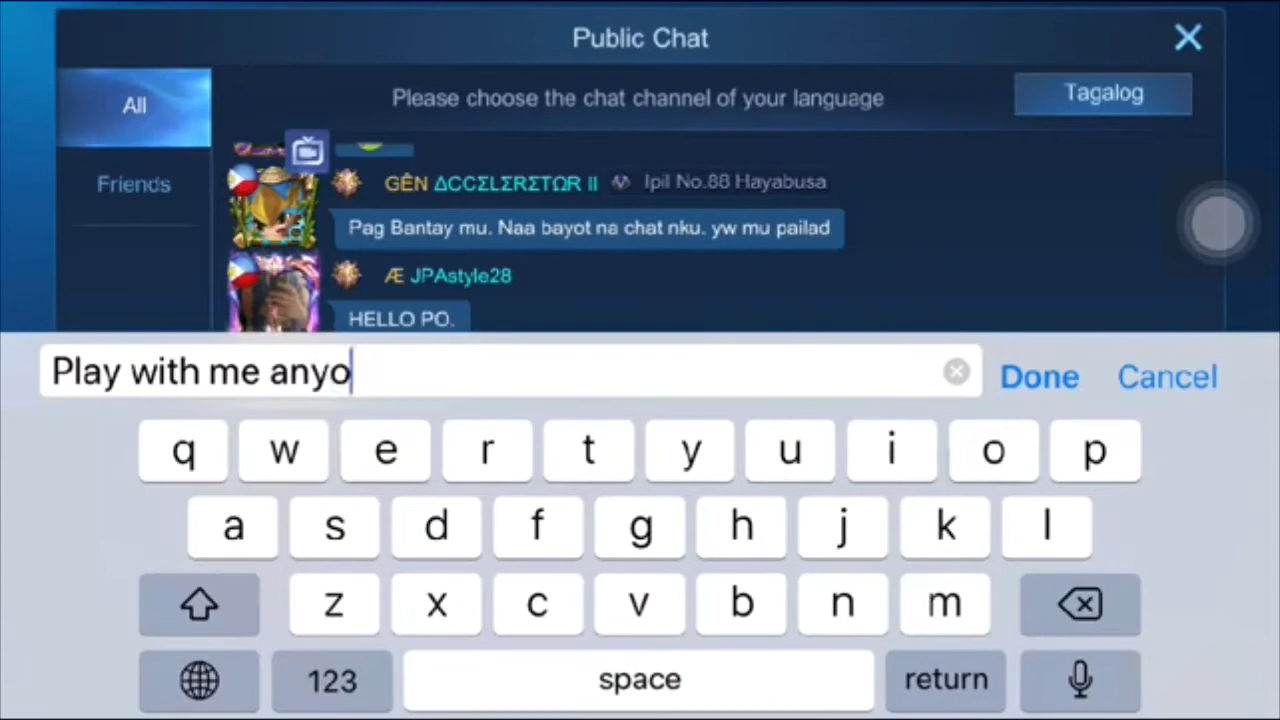 Public Chat
All
Please choose the chat channel of your language
Tagalog
Friends
GÊN ΔCCΣLΣRΣTΩR II Ipil No.88 Hayabusa
Pag Bantay mu. Naa bayot na chat nku. yw mu pailad
Æ JPAstyle28
HELLO PO.
Play with me anyo
Done
Cancel
q w e r t y u i o p
a s d f g h j k l
z x c v b n m
123 space return